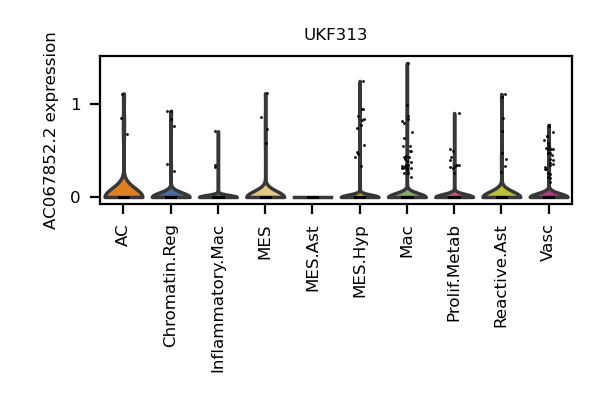 UKF313
AC067852.2 expression
1
0
AC
Chromatin.Reg
Inflammatory.Mac
MES
MES.Ast
MES.Hyp
Mac
Prolif.Metab
Reactive.Ast
Vasc